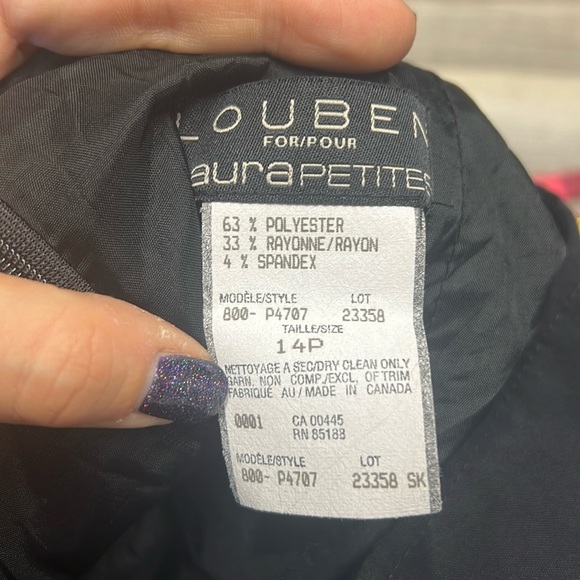 LOUBEN
FOR/POUR
auraPETITES
63 % POLYESTER
33 % RAYONNE/RAYON
4 % SPANDEX
MODÈLE/STYLE LOT
800- P4707 23358
TAILLE/SIZE
14P
NETTOYAGE A SEC/DRY CLEAN ONLY
GARN. NON COMP./EXCL. OF TRIM
FABRIQUÉ AU / MADE IN CANADA
0001 CA 00445
RN 85188
MODÈLE/STYLE LOT
800- P4707 23358 SK